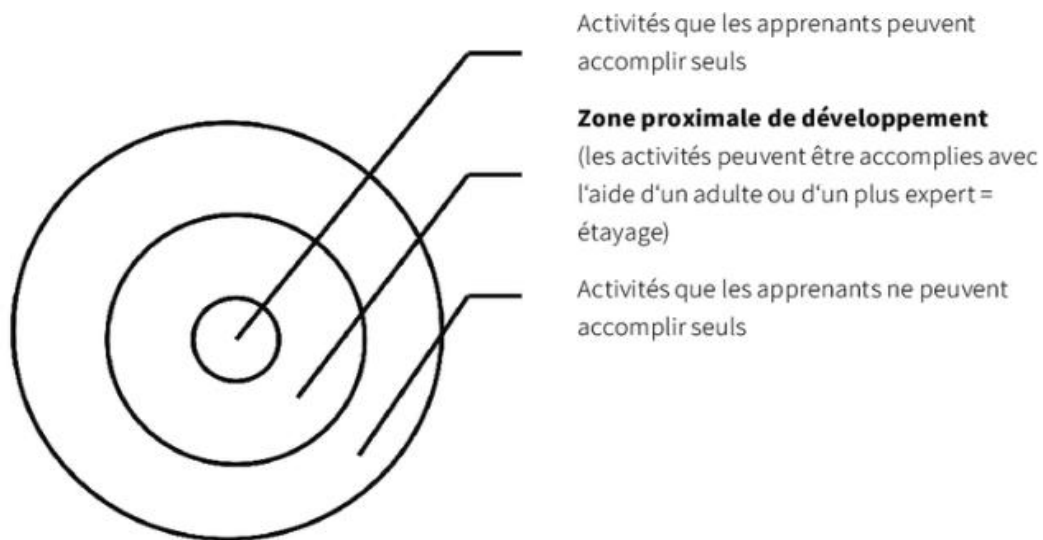 Activités que les apprenants peuvent
accomplir seuls
Zone proximale de développement
(les activités peuvent être accomplies avec
l‘aide d‘un adulte ou d‘un plus expert =
étayage)
Activités que les apprenants ne peuvent
accomplir seuls